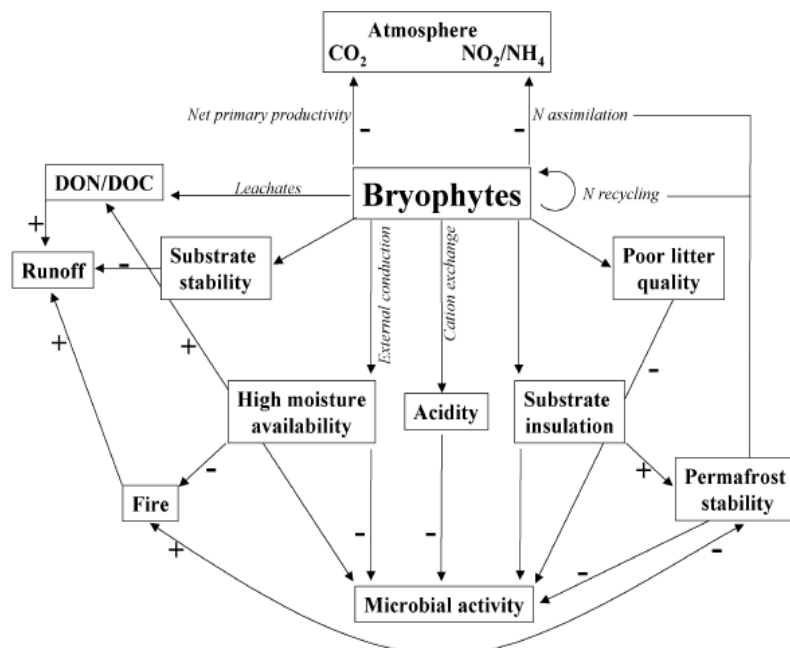 Atmosphere
CO₂ NO₂/NH₄
Net primary productivity
-
-
N assimilation
DON/DOC
Leachates
Bryophytes
N recycling
+
Runoff
-
Substrate
stability
External conduction
Cation exchange
Poor litter
quality
+
+
-
High moisture
availability
Acidity
Substrate
insulation
-
+
Permafrost
stability
Fire
+
-
-
-
-
Microbial activity